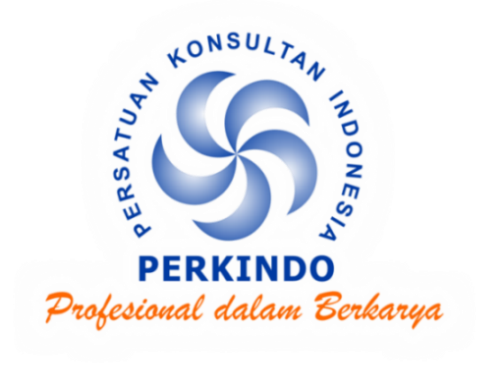 PERSATUAN KONSULTAN INDONESIA
PERKINDO
Profesional dalam Berkarya